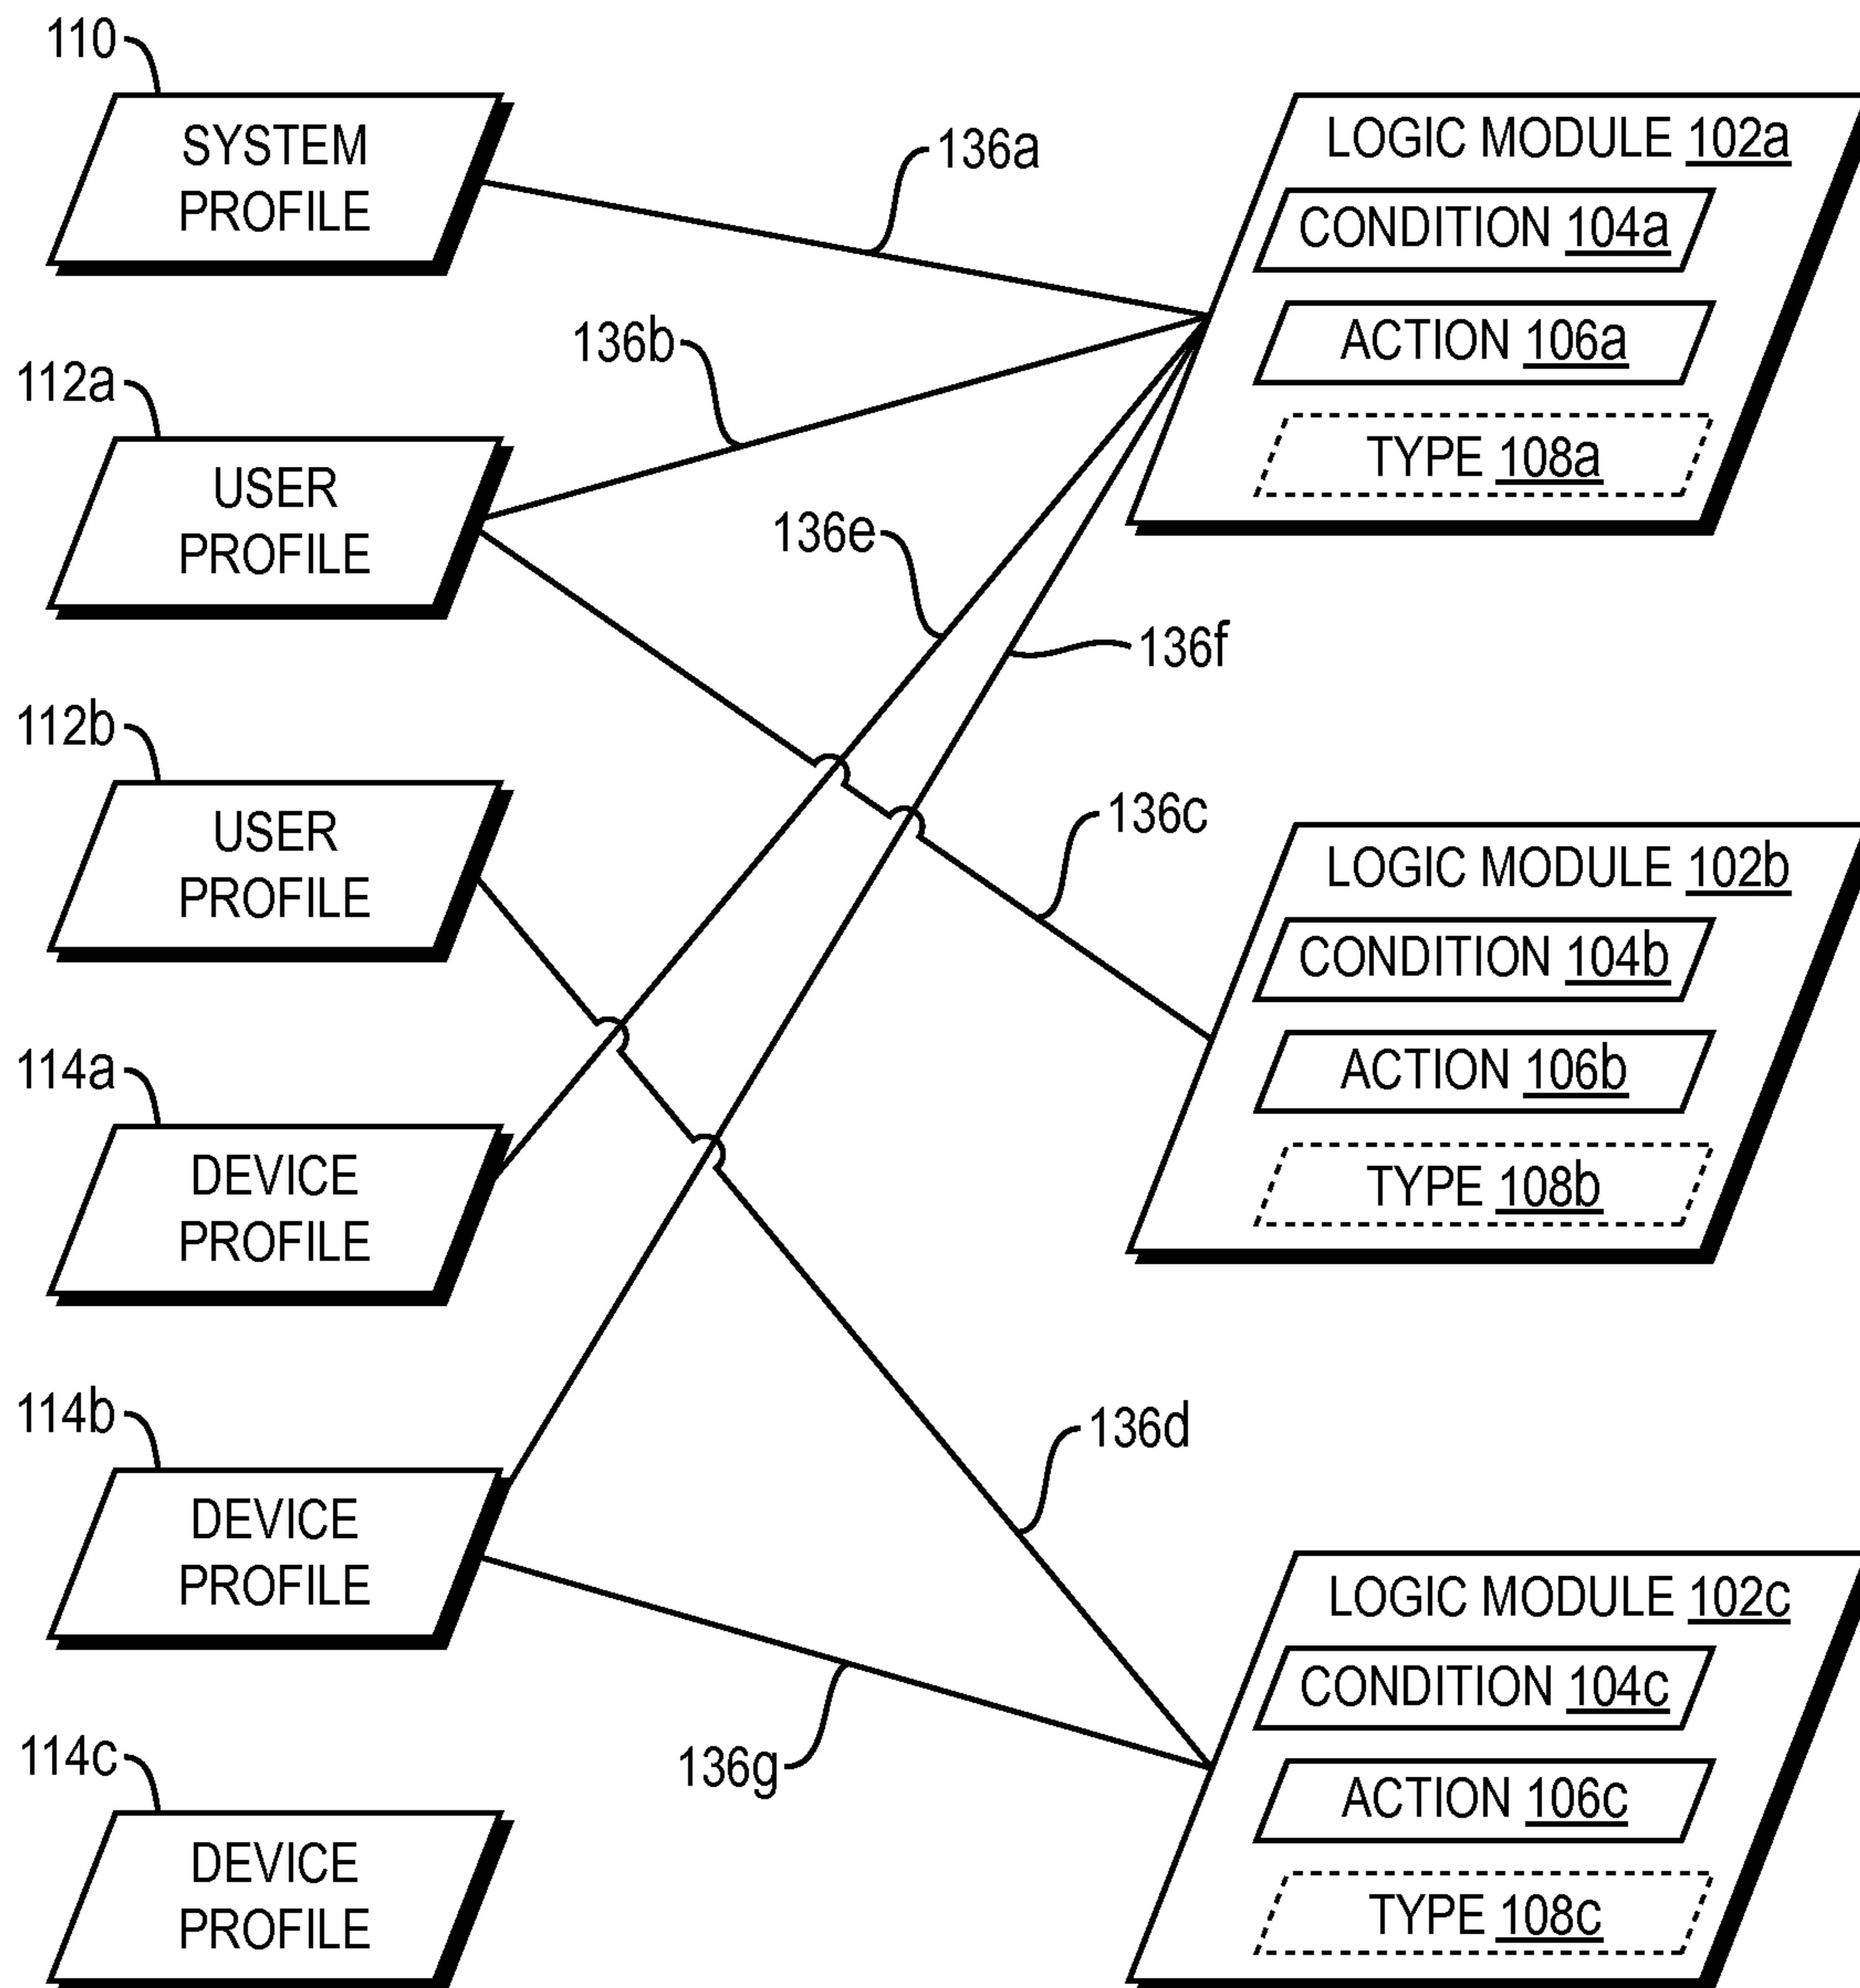 110
SYSTEM
PROFILE
136a
LOGIC MODULE 102a
CONDITION 104a
ACTION 106a
TYPE 108a
136b
112a
USER
PROFILE
136e
136f
112b
USER
PROFILE
136c
LOGIC MODULE 102b
CONDITION 104b
ACTION 106b
TYPE 108b
114a
DEVICE
PROFILE
114b
DEVICE
PROFILE
136d
LOGIC MODULE 102c
CONDITION 104c
ACTION 106c
TYPE 108c
136g
114c
DEVICE
PROFILE